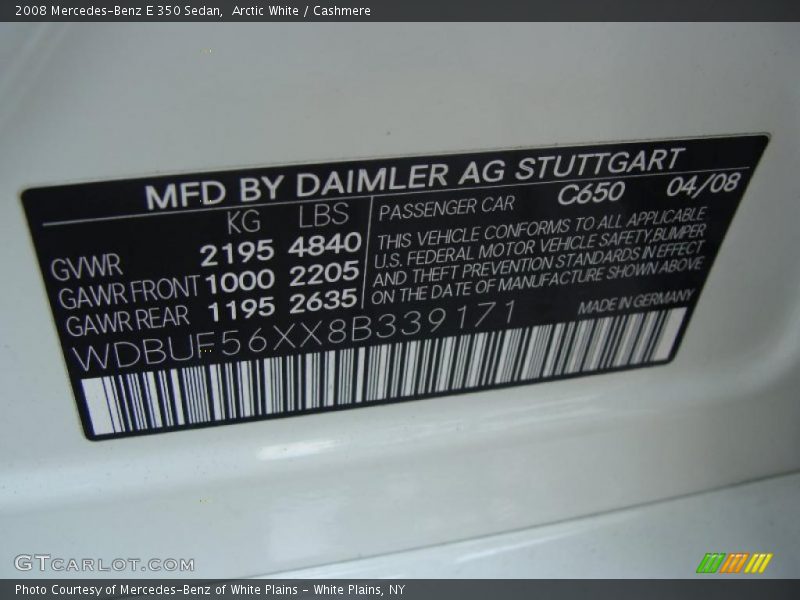 2008 Mercedes-Benz E 350 Sedan,  Arctic White / Cashmere
MFD BY DAIMLER AG STUTTGART
KG LBS
GVWR 2195 4840
GAWR FRONT 1000 2205
GAWR REAR 1195 2635
PASSENGER CAR C650 04/08
THIS VEHICLE CONFORMS TO ALL APPLICABLE
U.S. FEDERAL MOTOR VEHICLE SAFETY, BUMPER
AND THEFT PREVENTION STANDARDS IN EFFECT
ON THE DATE OF MANUFACTURE SHOWN ABOVE
MADE IN GERMANY
WDBUF56XX8B339171
GTCARLOT.COM
Photo Courtesy of Mercedes-Benz of White Plains - White Plains, NY